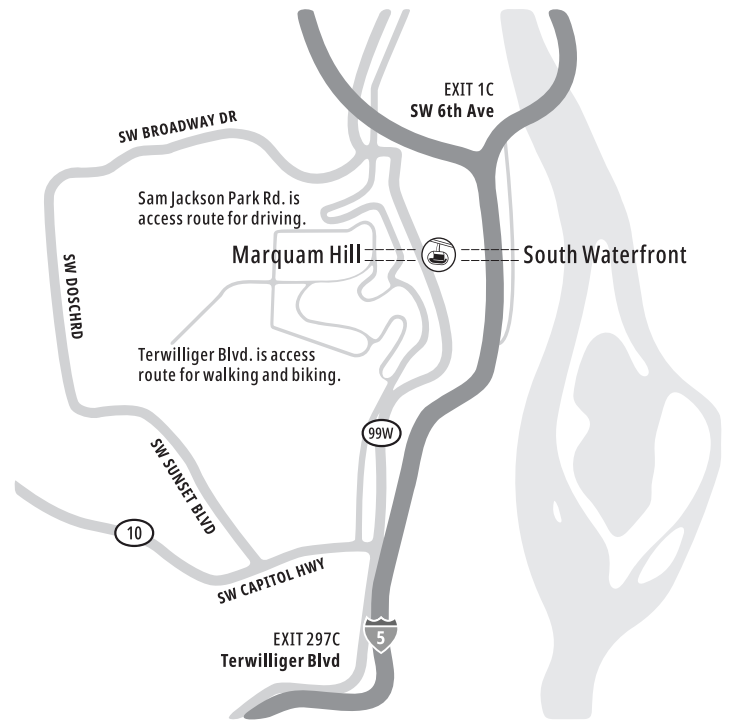 EXIT 1C
SW 6th Ave
SW BROADWAY DR
Sam Jackson Park Rd. is
access route for driving.
Marquam Hill
South Waterfront
SW DOSCHRD
Terwilliger Blvd. is access
route for walking and biking.
99W
SW SUNSET BLVD
10
SW CAPITOL HWY
EXIT 297C
Terwilliger Blvd
5